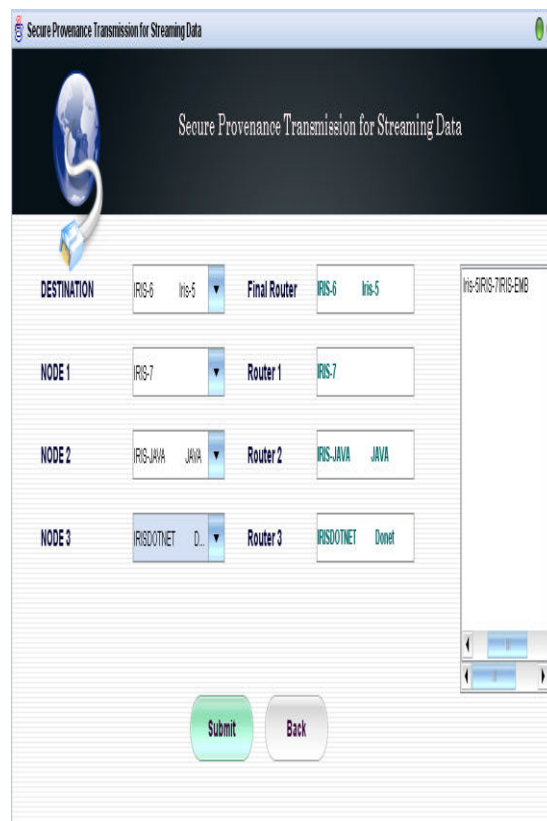 Secure Provenance Transmission for Streaming Data
Secure Provenance Transmission for Streaming Data
DESTINATION IRIS-6 Iris-5 Final Router IRIS-6 Iris-5
Iris-5IRIS-7IRIS-EMB
NODE 1 IRIS-7 Router 1 IRIS-7
NODE 2 IRIS-JAVA JAVA Router 2 IRIS-JAVA JAVA
NODE 3 IRISDOTNET D... Router 3 IRISDOTNET Donet
Submit Back